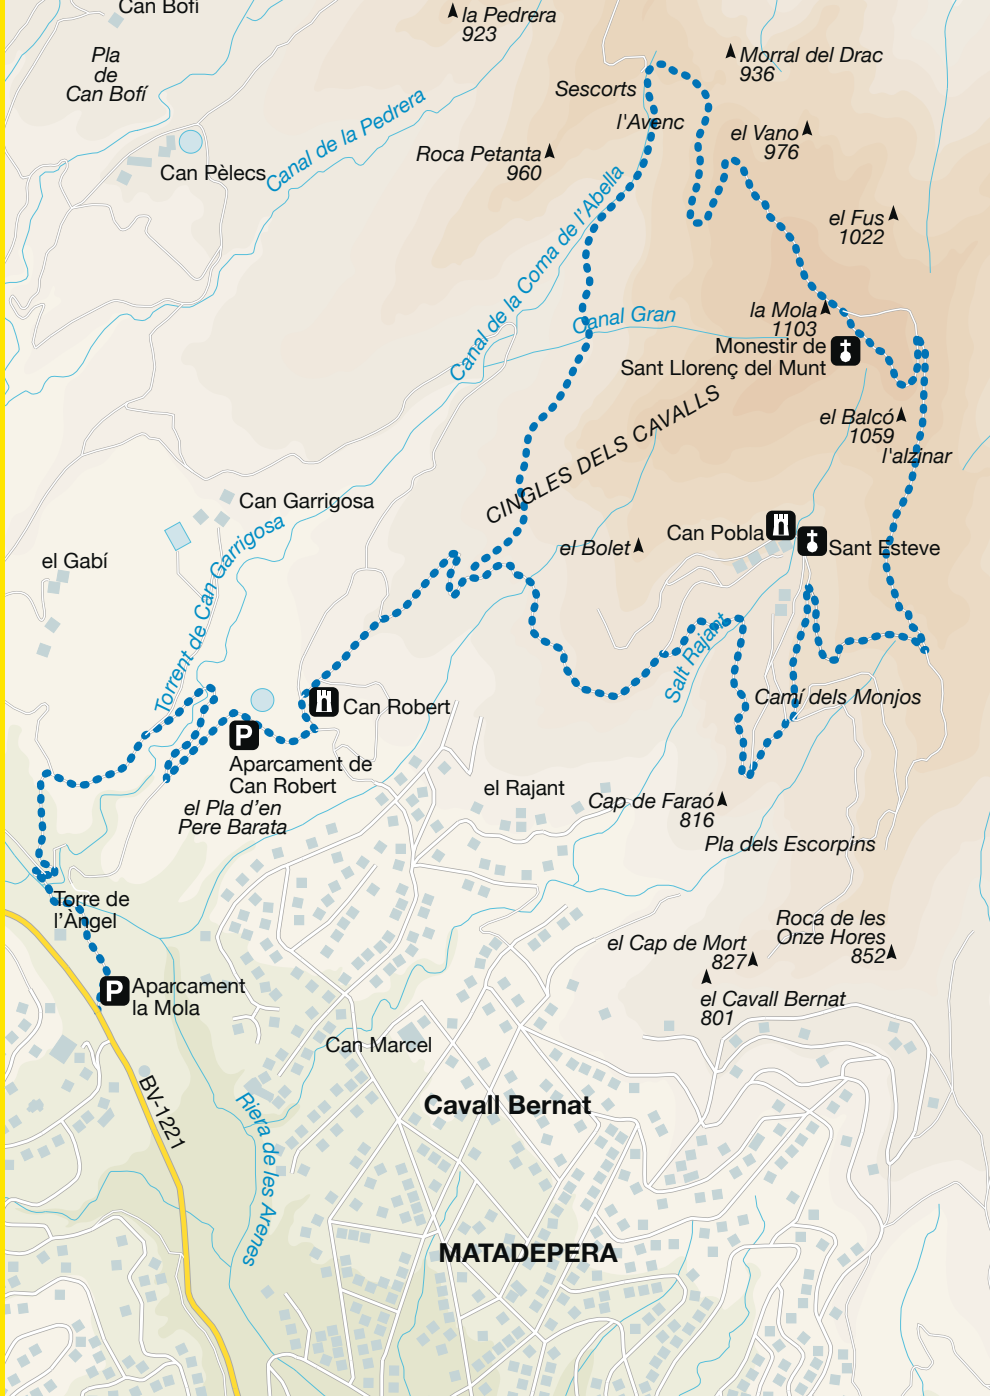 Can Bofí
la Pedrera
923
Pla
de
Can Bofí
Morral del Drac
936
Sescorts
l'Avenc
el Vano
976
Roca Petanta
960
Canal de la Pedrera
Can Pèlecs
el Fus
1022
Canal de la Coma de l'Abella
Canal Gran
la Mola
1103
Monestir de
Sant Llorenç del Munt
CINGLES DELS CAVALLS
el Balcó
1059
l'alzinar
Can Garrigosa
Torrent de Can Garrigosa
el Gabí
el Bolet
Can Pobla
Sant Esteve
Salt Rajant
Camí dels Monjos
Can Robert
P
Aparcament de
Can Robert
el Pla d'en
Pere Barata
el Rajant
Cap de Faraó
816
Pla dels Escorpins
Torre de
l'Àngel
Roca de les
Onze Hores
852
el Cap de Mort
827
el Cavall Bernat
801
P
Aparcament
la Mola
Can Marcel
BV-1221
Riera de les Arenes
Cavall Bernat
MATADEPERA